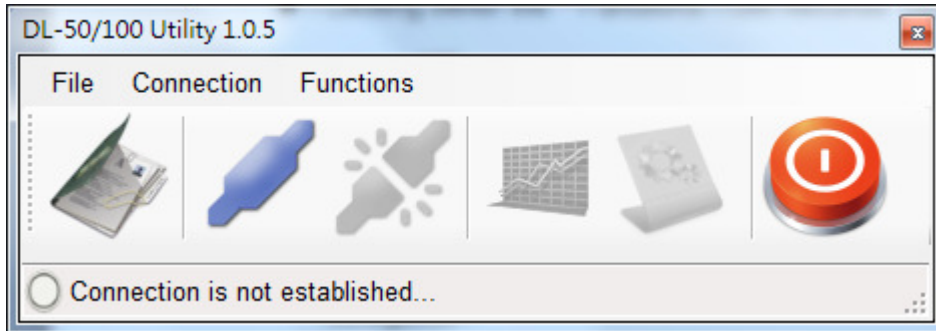 DL-50/100 Utility 1.0.5
File Connection Functions
Connection is not established...